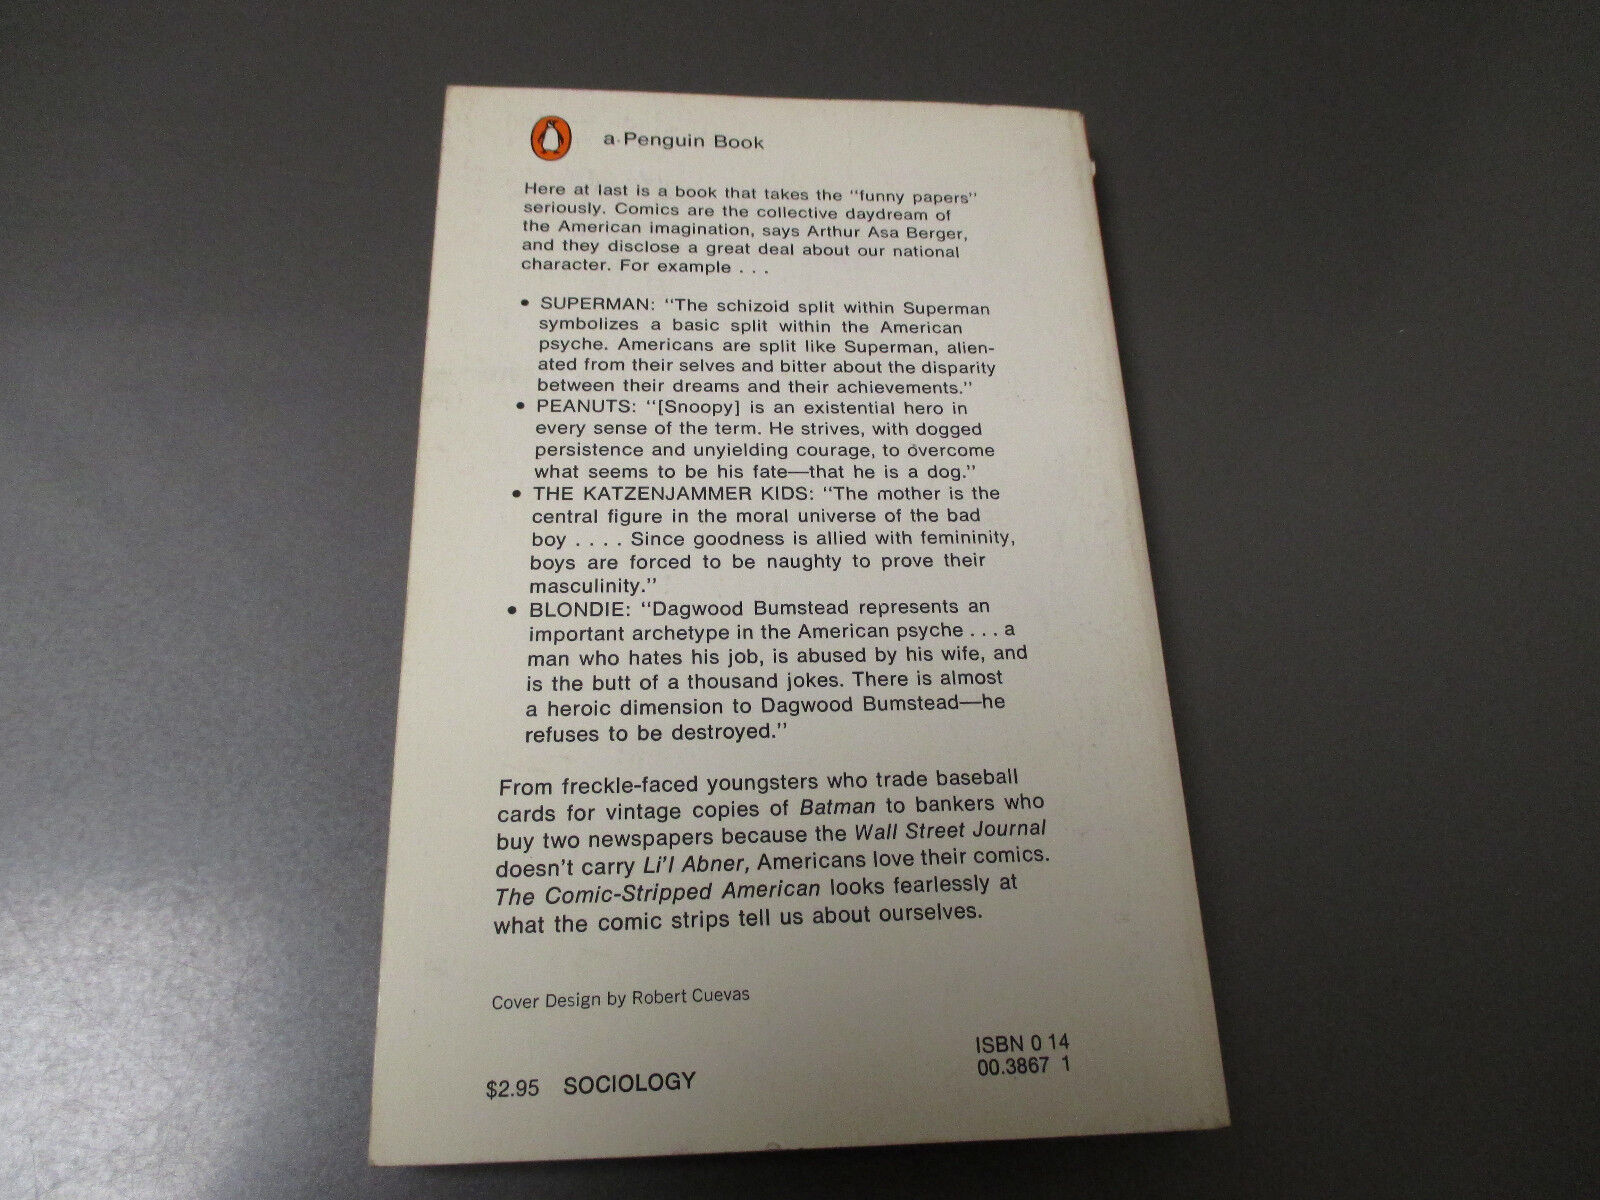 a Penguin Book
Here at last is a book that takes the "funny papers"
seriously. Comics are the collective daydream of
the American imagination, says Arthur Asa Berger,
and they disclose a great deal about our national
character. For example . . .
• SUPERMAN: "The schizoid split within Superman
symbolizes a basic split within the American
psyche. Americans are split like Superman, alien-
ated from their selves and bitter about the disparity
between their dreams and their achievements."
• PEANUTS: "[Snoopy] is an existential hero in
every sense of the term. He strives, with dogged
persistence and unyielding courage, to overcome
what seems to be his fate—that he is a dog."
• THE KATZENJAMMER KIDS: "The mother is the
central figure in the moral universe of the bad
boy . . . . Since goodness is allied with femininity,
boys are forced to be naughty to prove their
masculinity."
• BLONDIE: "Dagwood Bumstead represents an
important archetype in the American psyche . . . a
man who hates his job, is abused by his wife, and
is the butt of a thousand jokes. There is almost
a heroic dimension to Dagwood Bumstead—he
refuses to be destroyed."
From freckle-faced youngsters who trade baseball
cards for vintage copies of Batman to bankers who
buy two newspapers because the Wall Street Journal
doesn't carry Li'l Abner, Americans love their comics.
The Comic-Stripped American looks fearlessly at
what the comic strips tell us about ourselves.
Cover Design by Robert Cuevas
ISBN 0 14
00.3867 1
$2.95 SOCIOLOGY